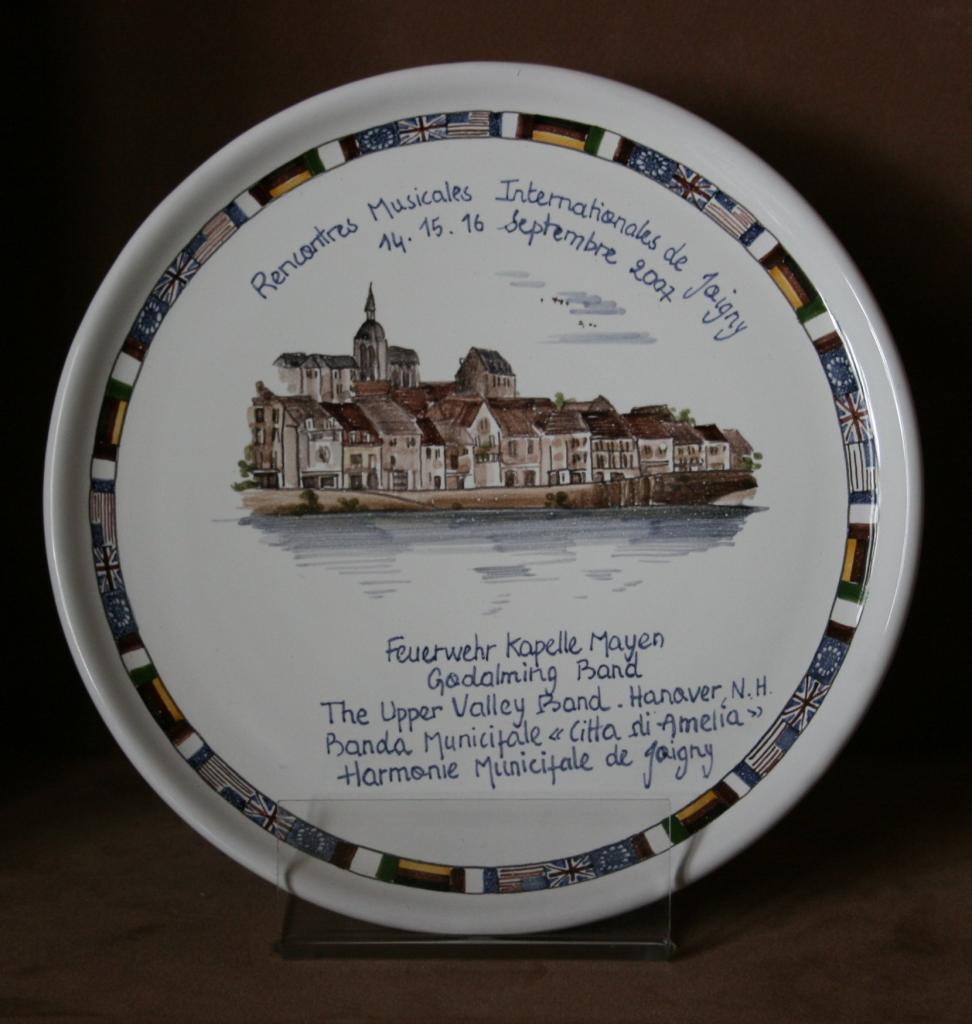 Rencontres Musicales Internationales de Joigny
14. 15. 16 Septembre 2007
Feuerwehr Kapelle Mayen
Godalming Band
The Upper Valley Band. Hanover, N.H.
Banda Municipale « Citta di Amelia »
Harmonie Municipale de Joigny